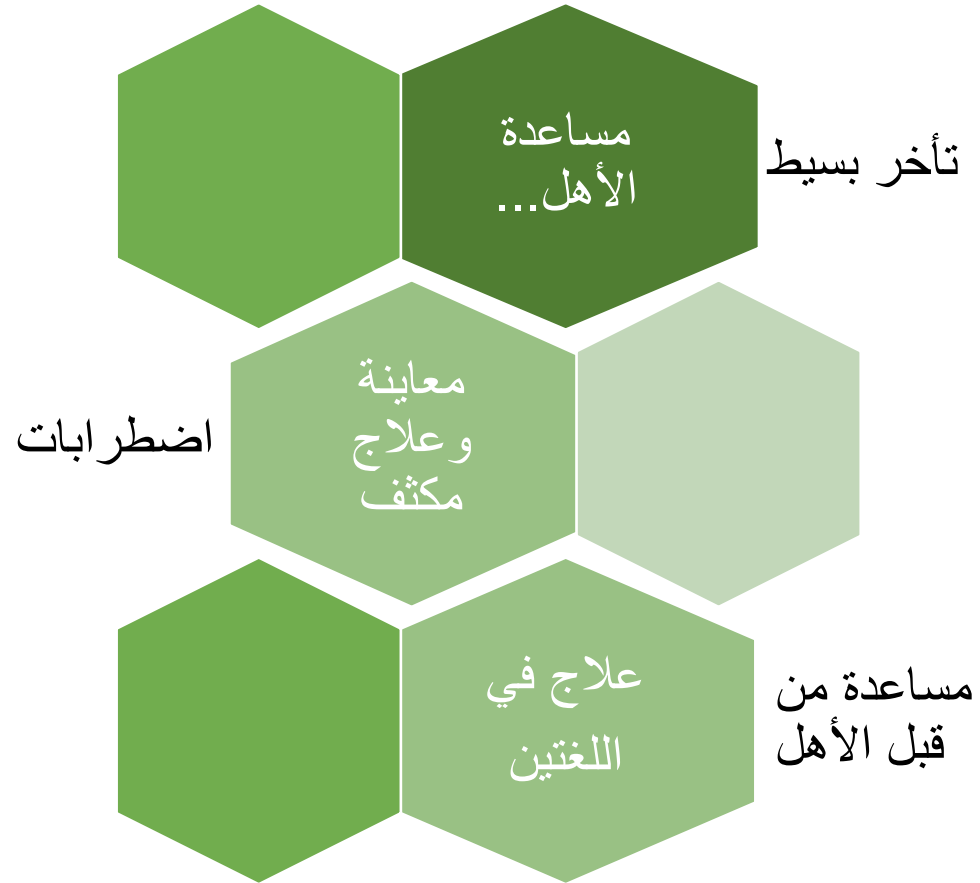 تأخر بسيط
مساعدة
الأهل...
معاينة
وعلاج
مكثف
اضطرابات
مساعدة من
قبل الأهل
علاج في
اللغتين